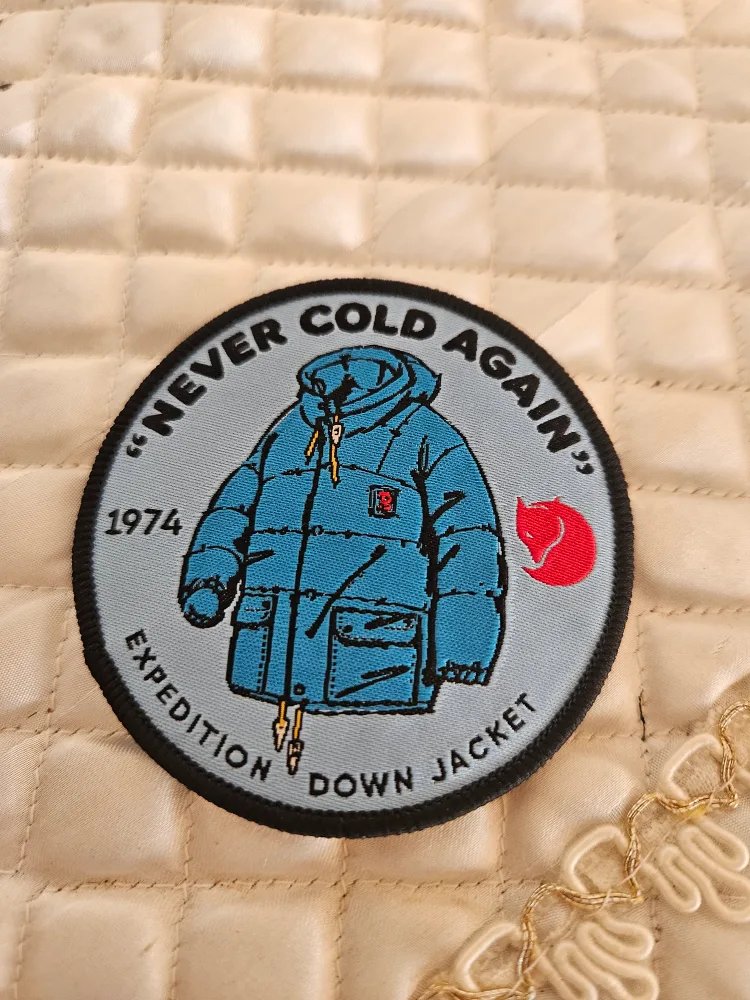 "NEVER COLD AGAIN"
1974
EXPEDITION DOWN JACKET